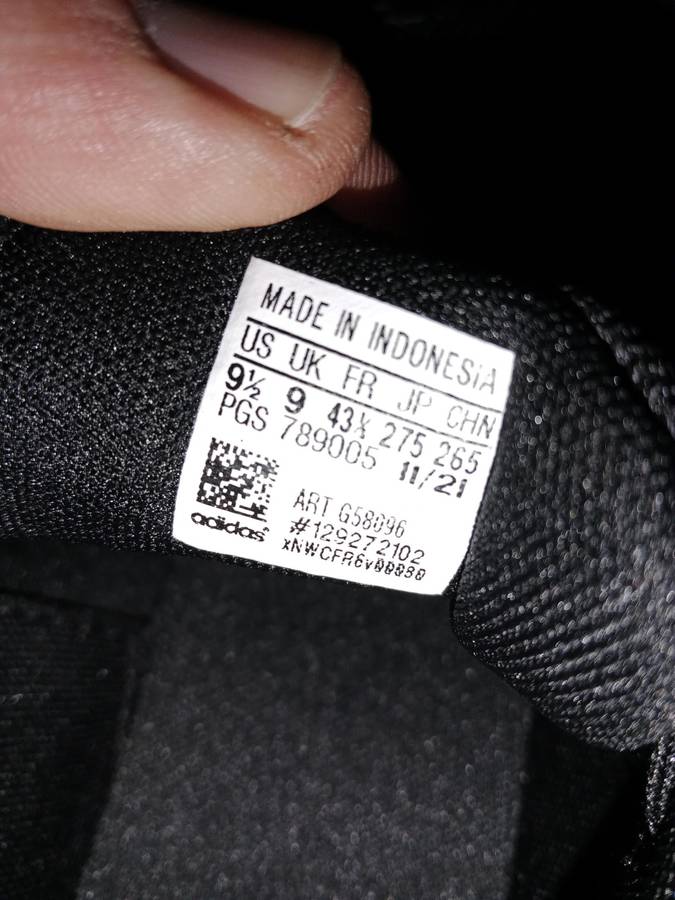 MADE IN INDONESIA
US UK FR JP CHN
9½ 9 43⅓ 275 265
PGS 789005 11/21
ART G58096
#129272102
adidas